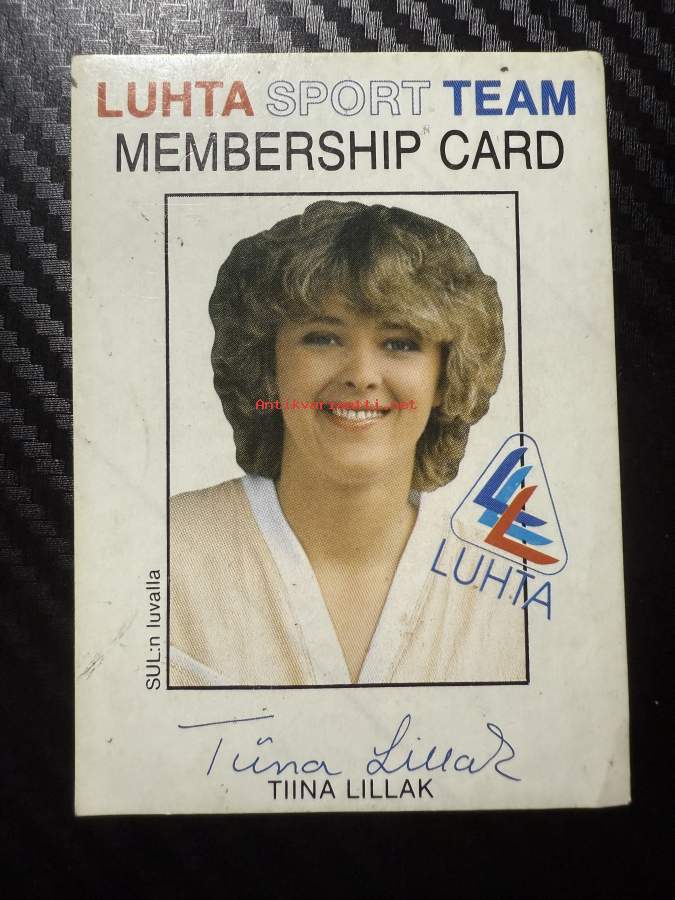 LUHTA SPORT TEAM
MEMBERSHIP CARD
Antikvariaatti.net
LUHTA
SUL:n luvalla
Tiina Lillak
TIINA LILLAK